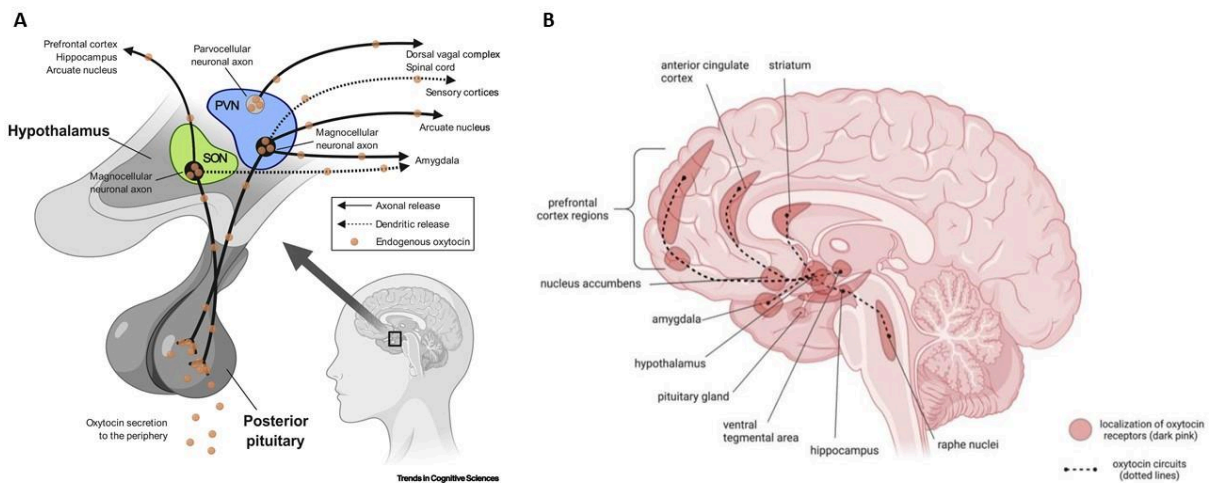 A
Prefrontal cortex
Hippocampus
Arcuate nucleus
Parvocellular
neuronal axon
Dorsal vagal complex
Spinal cord
Sensory cortices
PVN
Hypothalamus
Arcuate nucleus
Magnocellular
neuronal axon
SON
Amygdala
Magnocellular
neuronal axon
Axonal release
Dendritic release
Endogenous oxytocin
Oxytocin secretion
to the periphery
Posterior
pituitary
Trends in Cognitive Sciences
B
anterior cingulate
cortex
striatum
prefrontal
cortex regions
nucleus accumbens
amygdala
hypothalamus
pituitary gland
ventral
tegmental area
hippocampus
raphe nuclei
localization of oxytocin
receptors (dark pink)
oxytocin circuits
(dotted lines)